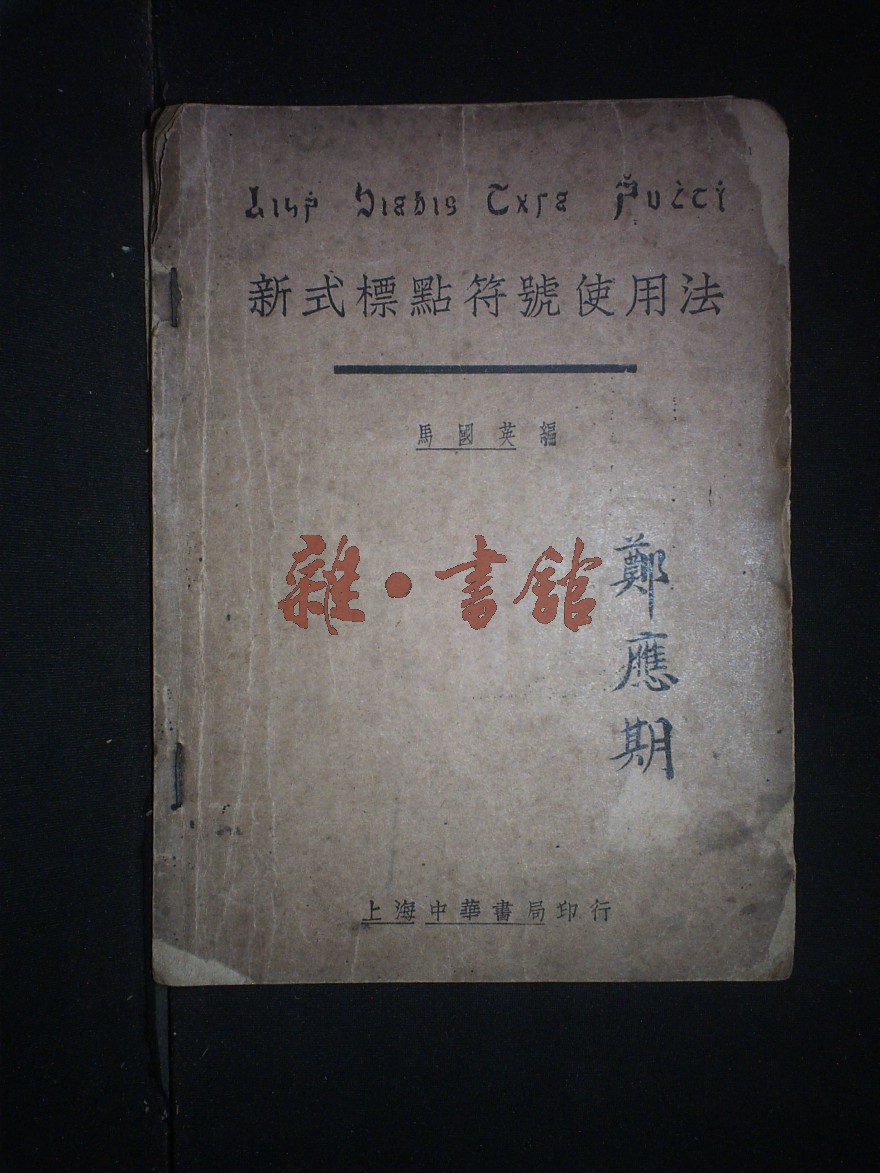 新式標點符號使用法
馬國英編
雜·書館
鄭應期
上海中華書局印行